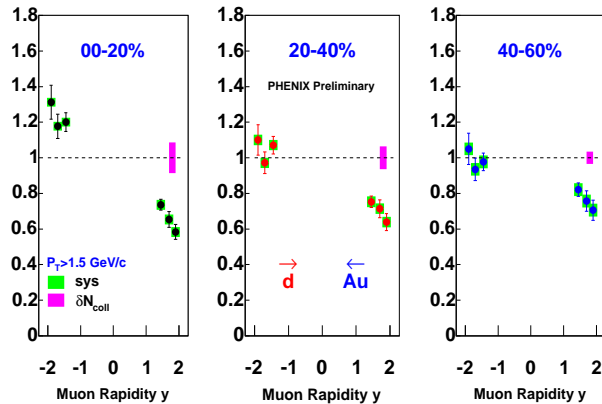 00-20%
20-40%
40-60%
PHENIX Preliminary
1.8
1.6
1.4
1.2
1
0.8
0.6
0.4
0.2
0
1.8
1.6
1.4
1.2
1
0.8
0.6
0.4
0.2
0
1.8
1.6
1.4
1.2
1
0.8
0.6
0.4
0.2
0
P_T>1.5 GeV/c
sys
δN_coll
d
Au
-2 -1 0 1 2
-2 -1 0 1 2
-2 -1 0 1 2
Muon Rapidity y
Muon Rapidity y
Muon Rapidity y